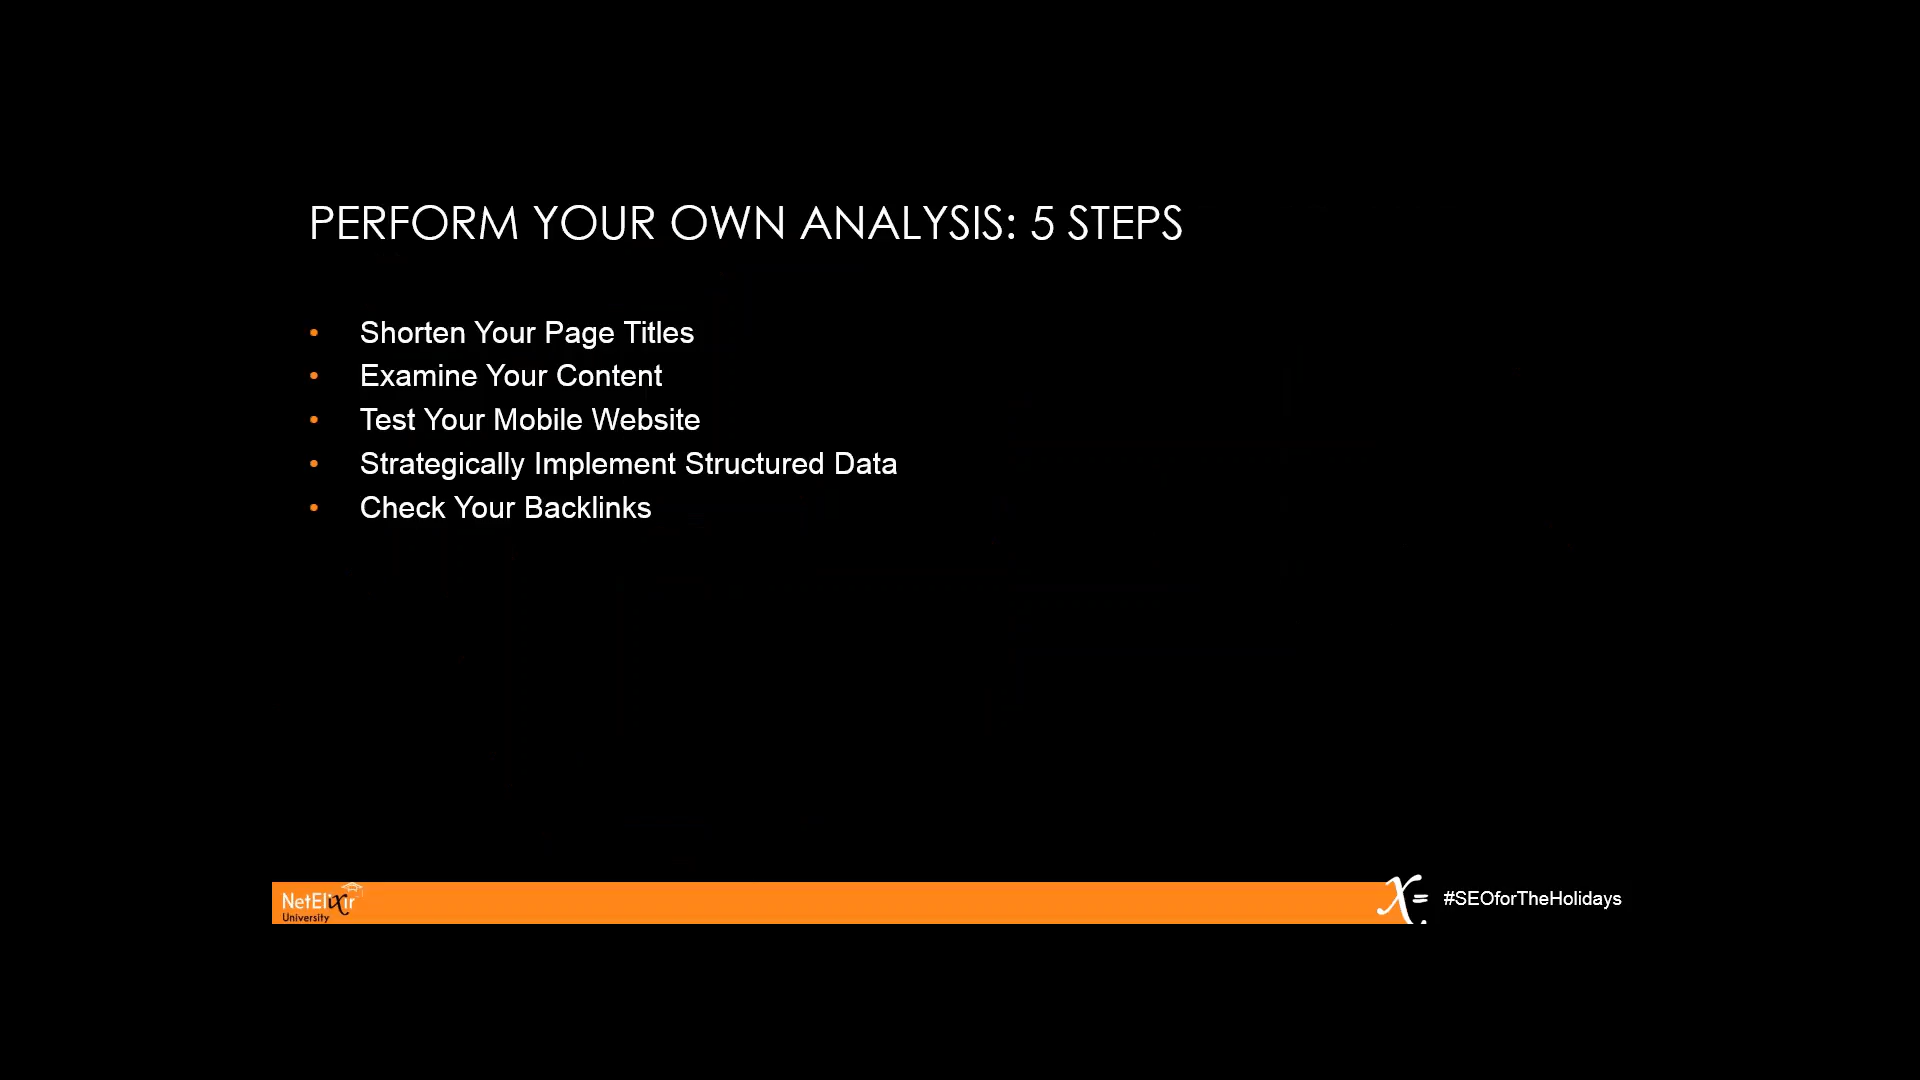 PERFORM YOUR OWN ANALYSIS: 5 STEPS
• Shorten Your Page Titles
• Examine Your Content
• Test Your Mobile Website
• Strategically Implement Structured Data
• Check Your Backlinks
NetElixir
University
X=
#SEOforTheHolidays